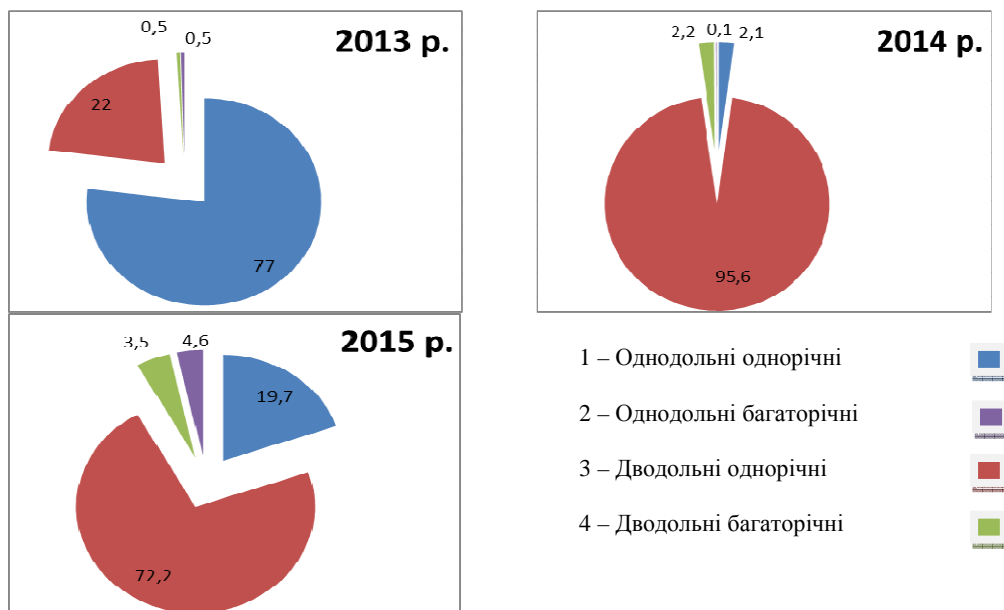 0,5
0,5
2013 р.
22
77
2,2
0,1
2,1
2014 р.
95,6
3,5
4,6
2015 р.
19,7
72,2
1 – Однодольні однорічні
2 – Однодольні багаторічні
3 – Дводольні однорічні
4 – Дводольні багаторічні